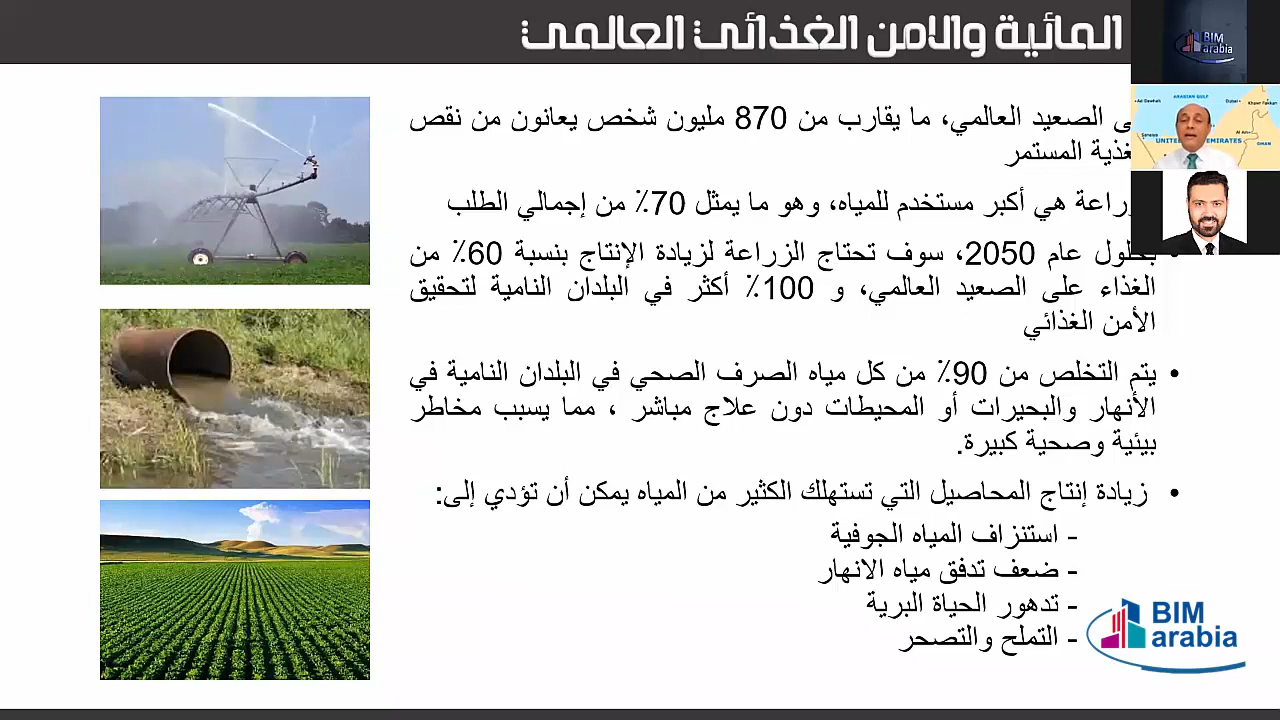 المائية والامن الغذائي العالمي
الصعيد العالمي، ما يقارب من 870 مليون شخص يعانون من نقص
المستمر
هي أكبر مستخدم للمياه، وهو ما يمثل 70٪ من إجمالي الطلب
• بحلول عام 2050، سوف تحتاج الزراعة لزيادة الإنتاج بنسبة 60٪ من
الغذاء على الصعيد العالمي، و 100٪ أكثر في البلدان النامية لتحقيق
الأمن الغذائي
• يتم التخلص من 90٪ من كل مياه الصرف الصحي في البلدان النامية في
الأنهار والبحيرات أو المحيطات دون علاج مباشر ، مما يسبب مخاطر
بيئية وصحية كبيرة.
• زيادة إنتاج المحاصيل التي تستهلك الكثير من المياه يمكن أن تؤدي إلى:
- استنزاف المياه الجوفية
- ضعف تدفق مياه الانهار
- تدهور الحياة البرية
- التملح والتصحر
BIM
arabia
BIM
arabia
ARABIAN GULF
Dubai
OMAN